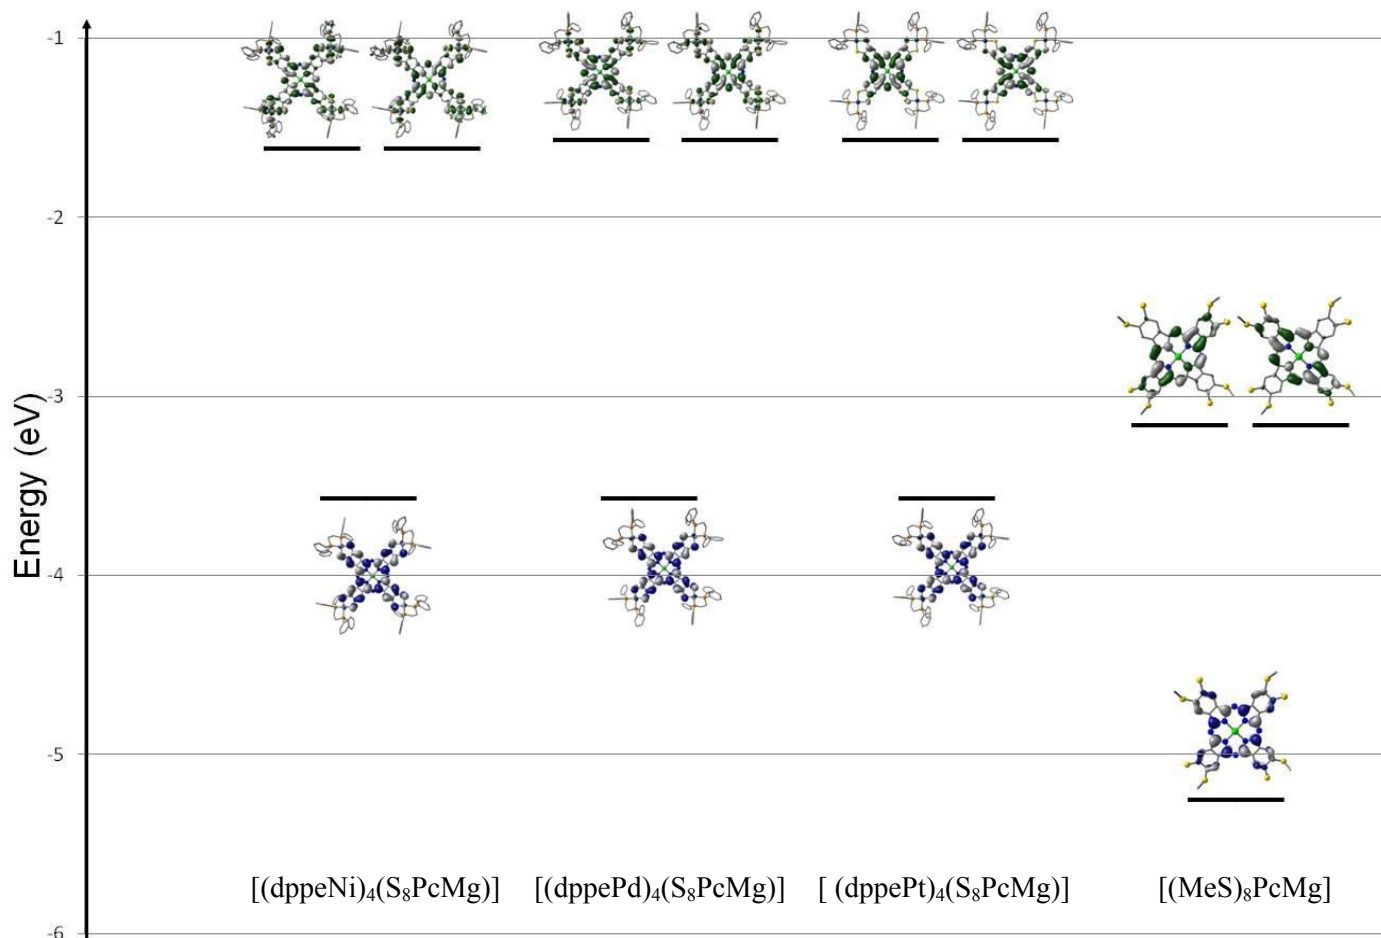 -1
-2
-3
-4
-5
-6
Energy (eV)
[(dppeNi)₄(S₈PcMg)]
[(dppePd)₄(S₈PcMg)]
[ (dppePt)₄(S₈PcMg)]
[(MeS)₈PcMg]